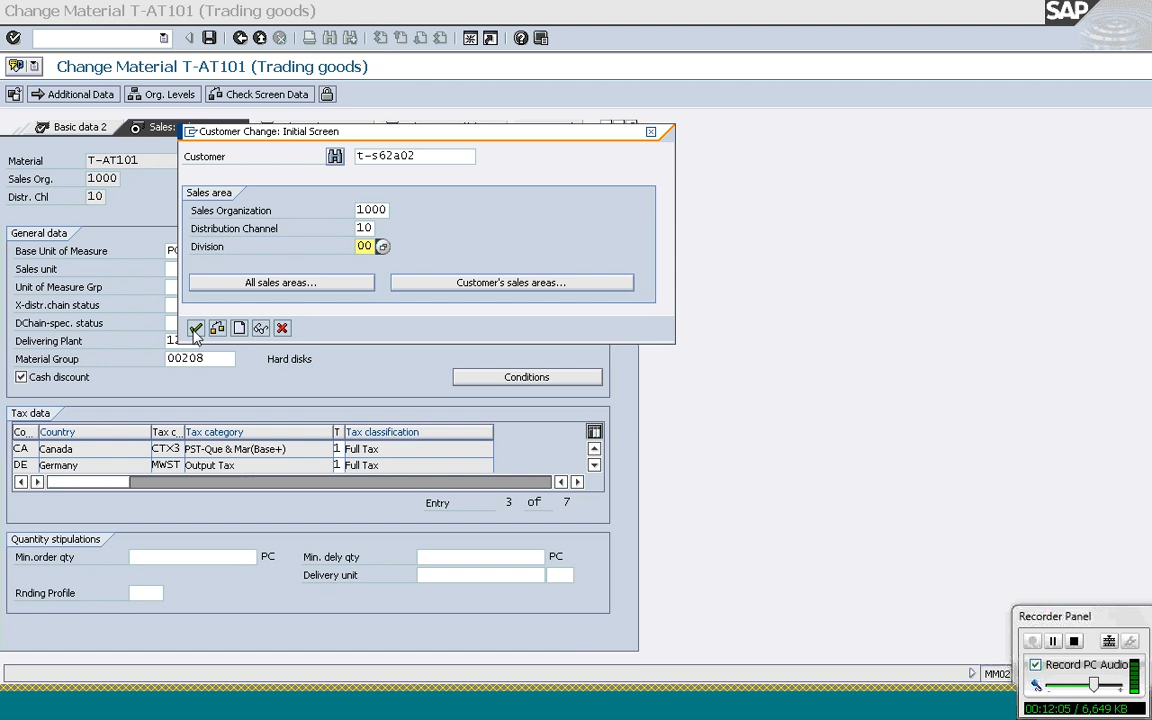 Change Material T-AT101 (Trading goods)
SAP
Change Material T-AT101 (Trading goods)
Additional Data
Org. Levels
Check Screen Data
Basic data 2
Sales:
Customer Change: Initial Screen
Customer
t-s62a02
Material
T-AT101
Sales Org.
1000
Distr. Chl
10
Sales area
Sales Organization
1000
Distribution Channel
10
Division
00
All sales areas...
Customer's sales areas...
General data
Base Unit of Measure
Sales unit
Unit of Measure Grp
X-distr.chain status
DChain-spec. status
Delivering Plant
Material Group
00208
Hard disks
Cash discount
Conditions
Tax data
Co...
Country
Tax c...
Tax category
T
Tax classification
CA
Canada
CTX3
PST-Que & Mar(Base+)
1
Full Tax
DE
Germany
MWST
Output Tax
1
Full Tax
Entry
3
of
7
Quantity stipulations
Min.order qty
PC
Min. dely qty
PC
Delivery unit
Rnding Profile
Recorder Panel
Record PC Audio
MM02
00:12:05 / 6,649 KB